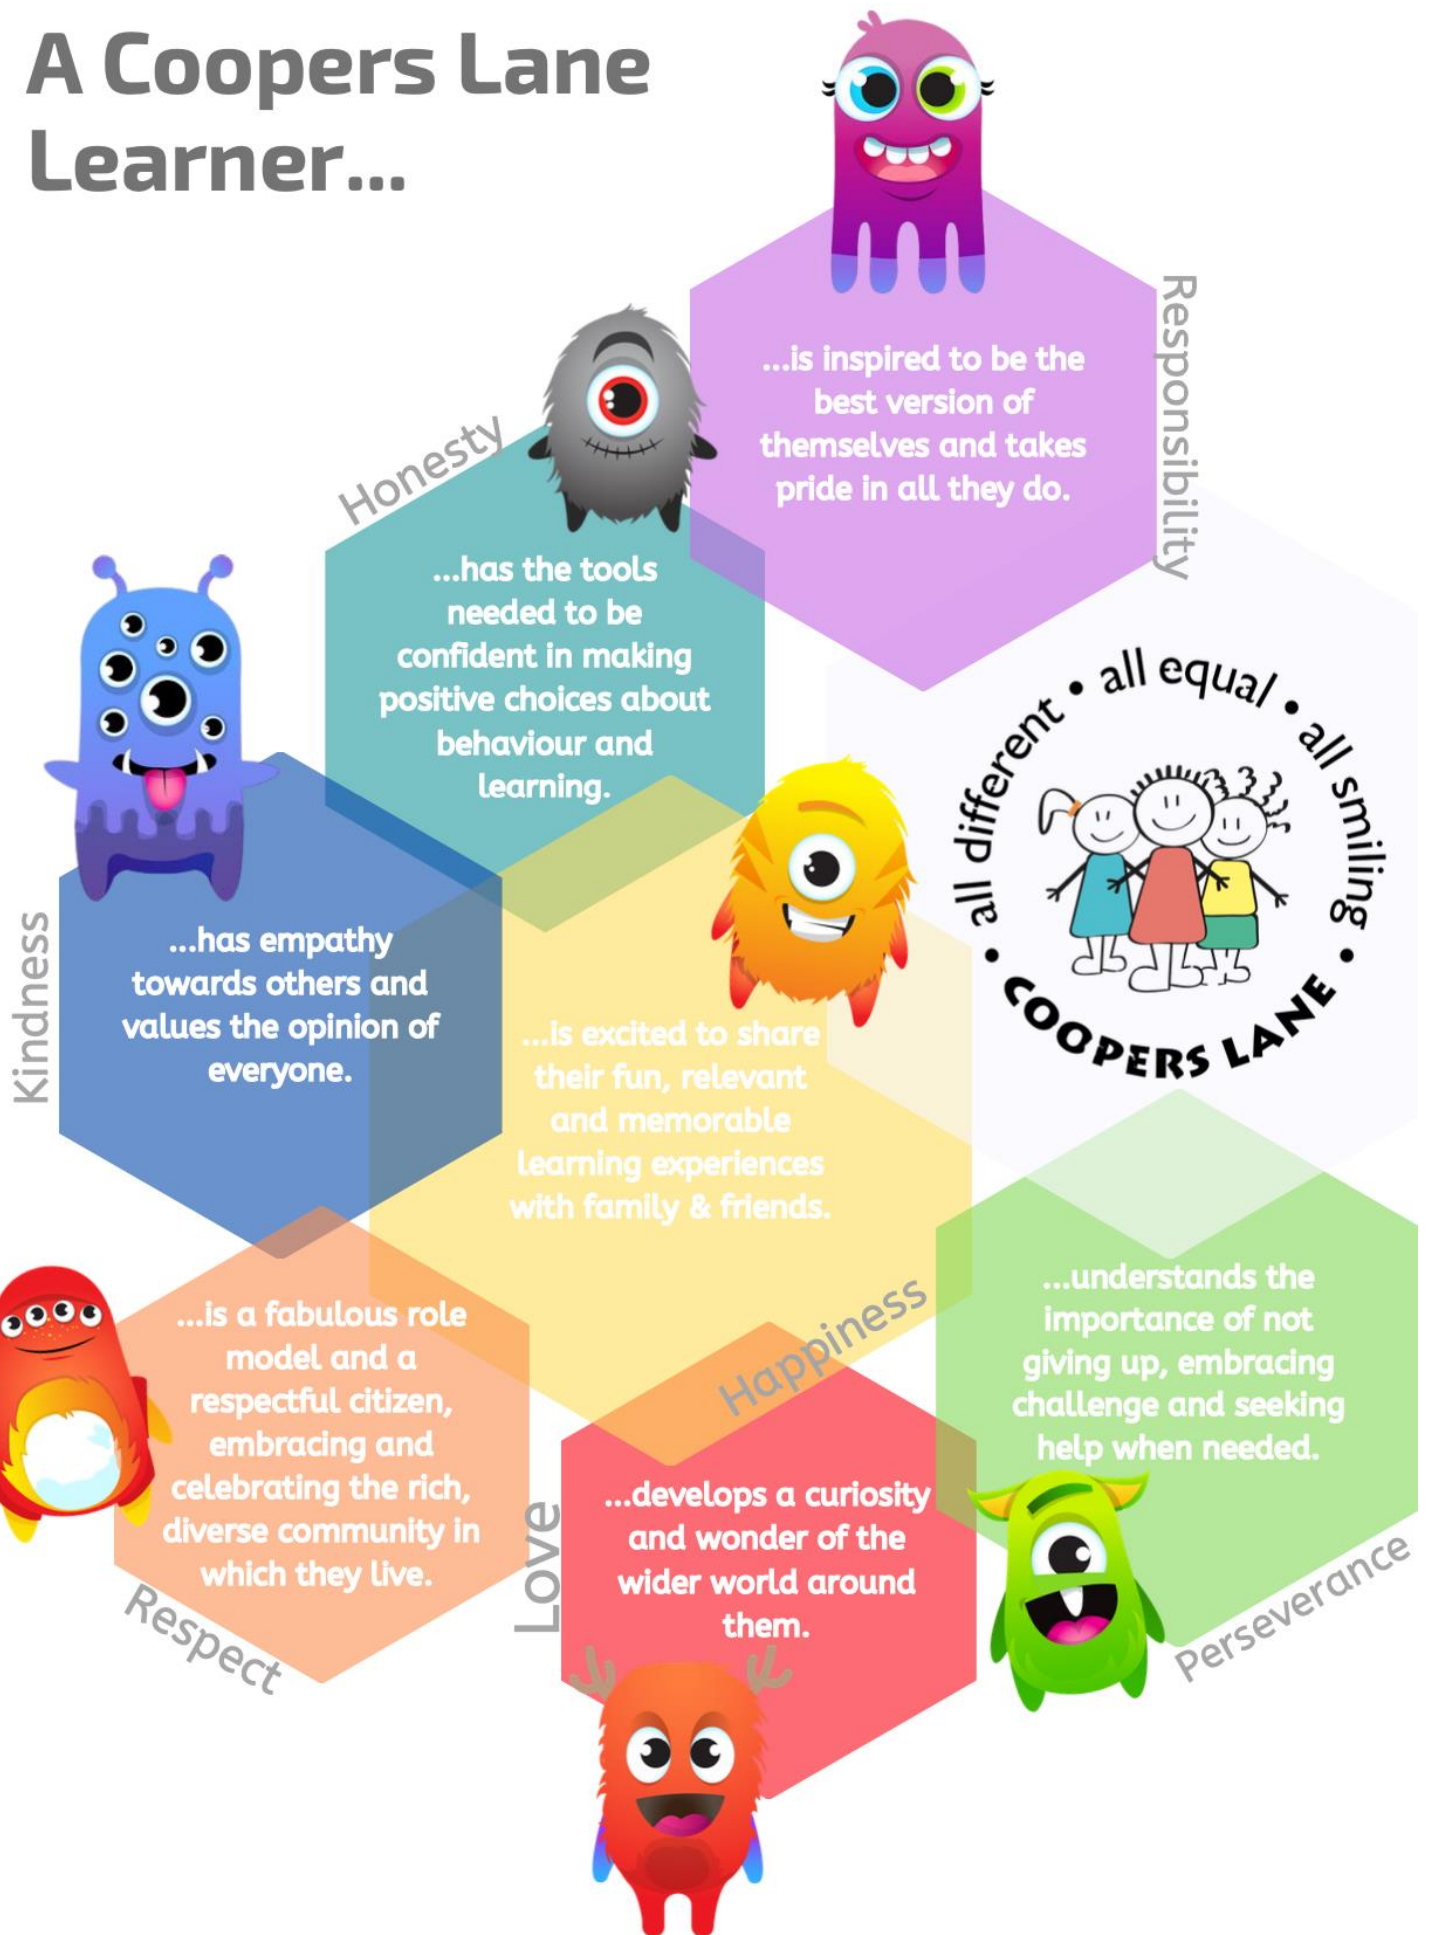 A Coopers Lane
Learner...
Responsibility
...is inspired to be the
best version of
themselves and takes
pride in all they do.
Honesty
...has the tools
needed to be
confident in making
positive choices about
behaviour and
learning.
• all different • all equal • all smiling •
COOPERS LANE
Kindness
...has empathy
towards others and
values the opinion of
everyone.
...is excited to share
their fun, relevant
and memorable
learning experiences
with family & friends.
Happiness
...understands the
importance of not
giving up, embracing
challenge and seeking
help when needed.
Perseverance
...is a fabulous role
model and a
respectful citizen,
embracing and
celebrating the rich,
diverse community in
which they live.
Respect
Love
...develops a curiosity
and wonder of the
wider world around
them.